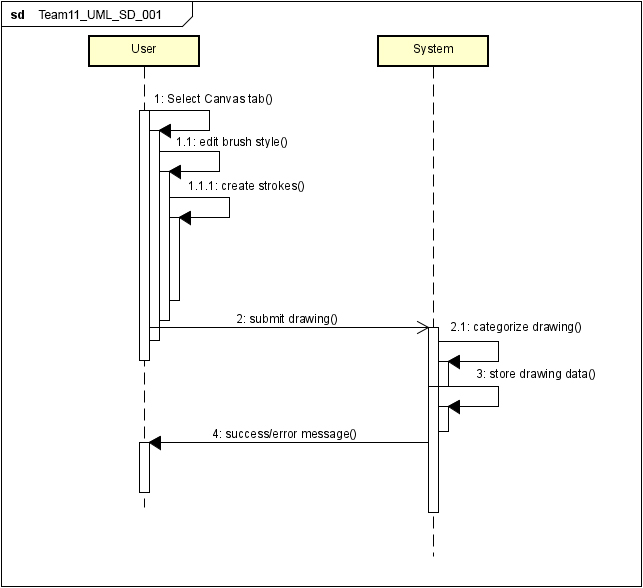 sd Team11_UML_SD_001
User
System
1: Select Canvas tab()
1.1: edit brush style()
1.1.1: create strokes()
2: submit drawing()
2.1: categorize drawing()
3: store drawing data()
4: success/error message()